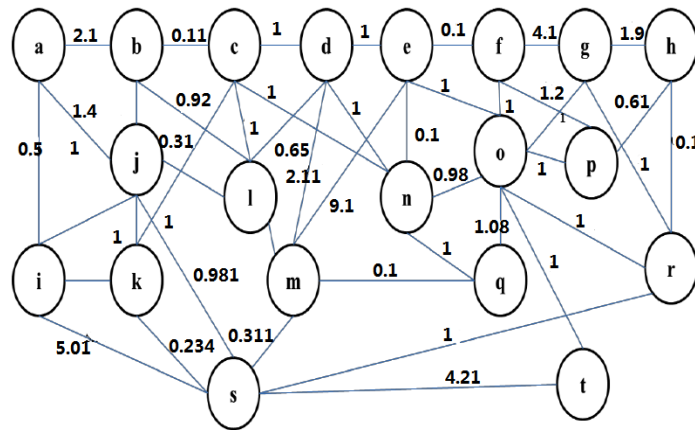 2.1 0.11 1 1 0.1 4.1 1.9
a b c d e f g h
1.4 0.92 1 1 1.2 0.61
0.5 1 0.31 1 0.65 1 0.1 1 1 0.1
j o p
2.11 0.98 1 1
l n
1 9.1 1.08 1
1 0.981 1 1
i k m 0.1 q r
5.01 0.234 0.311 1
s 4.21 t